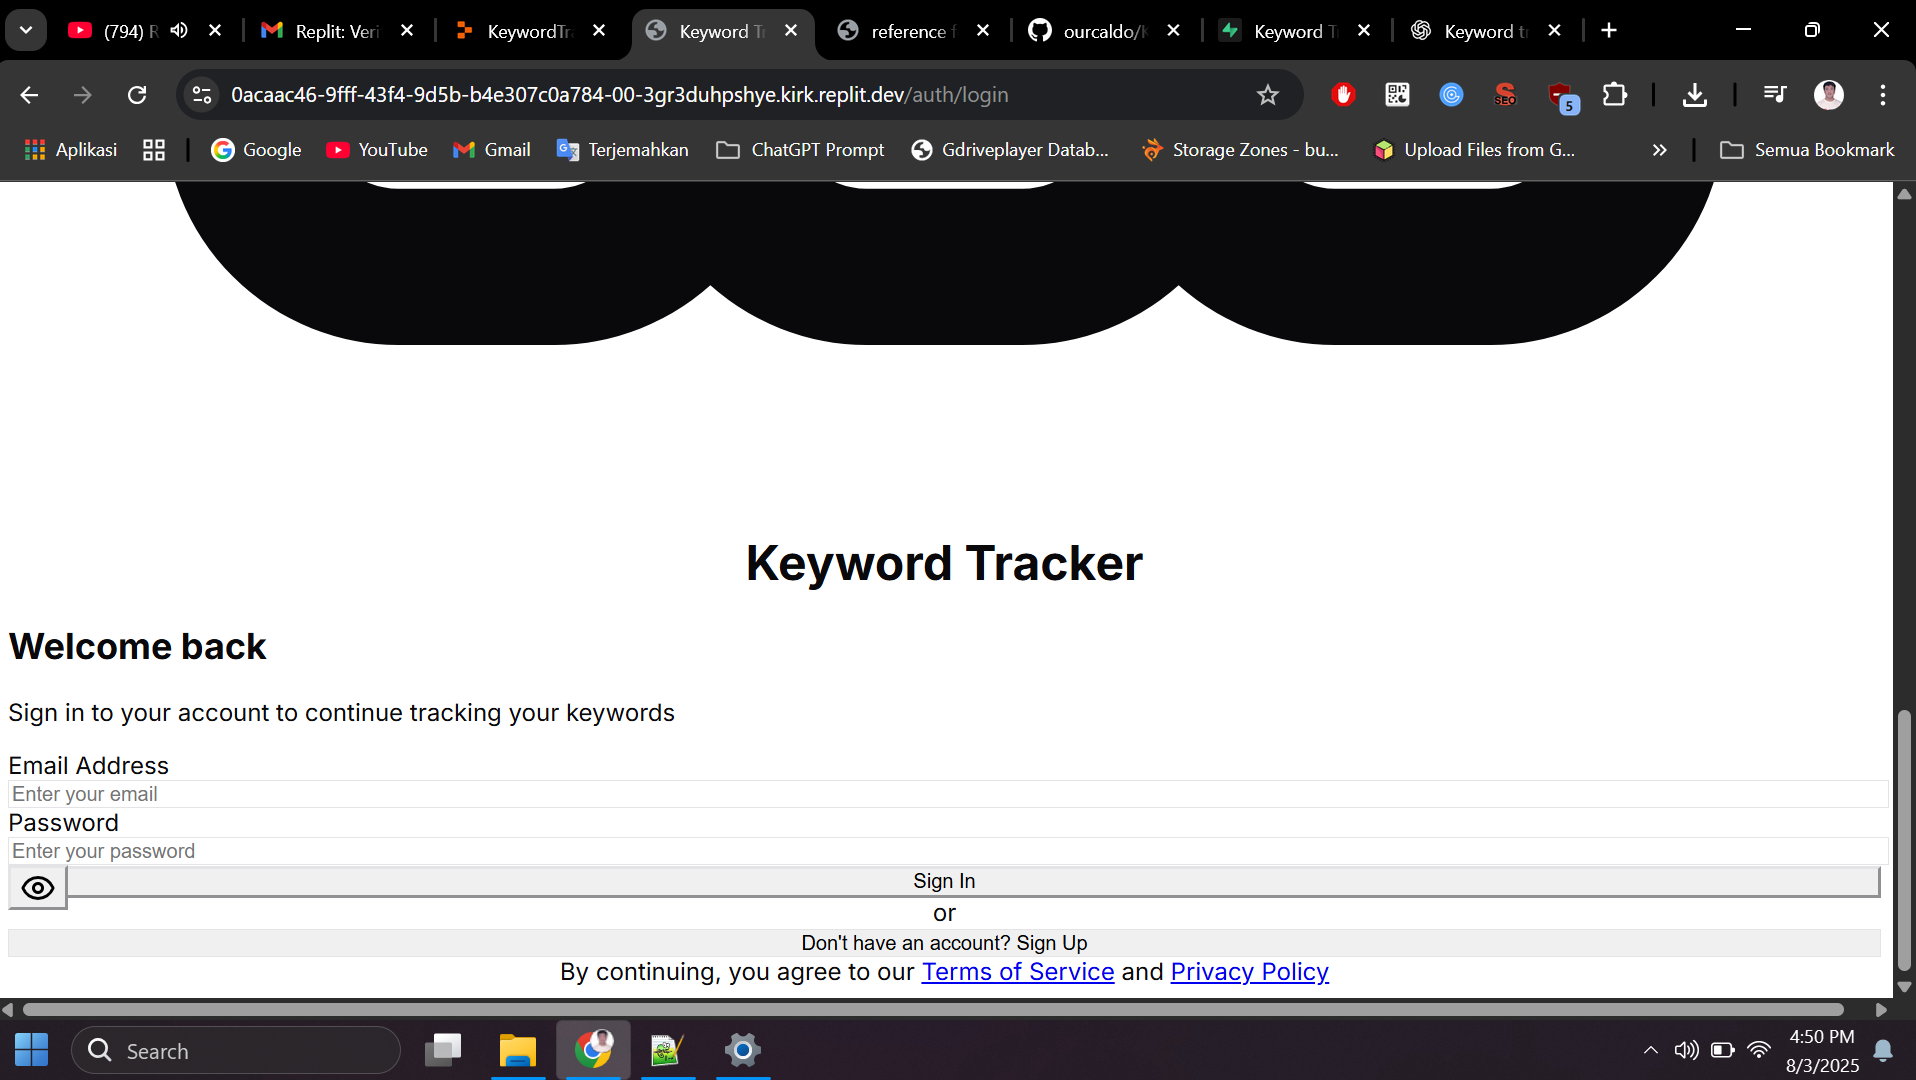 (794) R
Replit: Veri
KeywordTr
Keyword T
reference f
ourcaldo/K
Keyword T
Keyword tr
0acaac46-9fff-43f4-9d5b-b4e307c0a784-00-3gr3duhpshye.kirk.replit.dev/auth/login
SEO
5
Aplikasi
Google
YouTube
Gmail
Terjemahkan
ChatGPT Prompt
Gdriveplayer Datab...
Storage Zones - bu...
Upload Files from G...
Semua Bookmark
Keyword Tracker
Welcome back
Sign in to your account to continue tracking your keywords
Email Address
Enter your email
Password
Enter your password
Sign In
or
Don't have an account? Sign Up
By continuing, you agree to our Terms of Service and Privacy Policy
Search
4:50 PM
8/3/2025